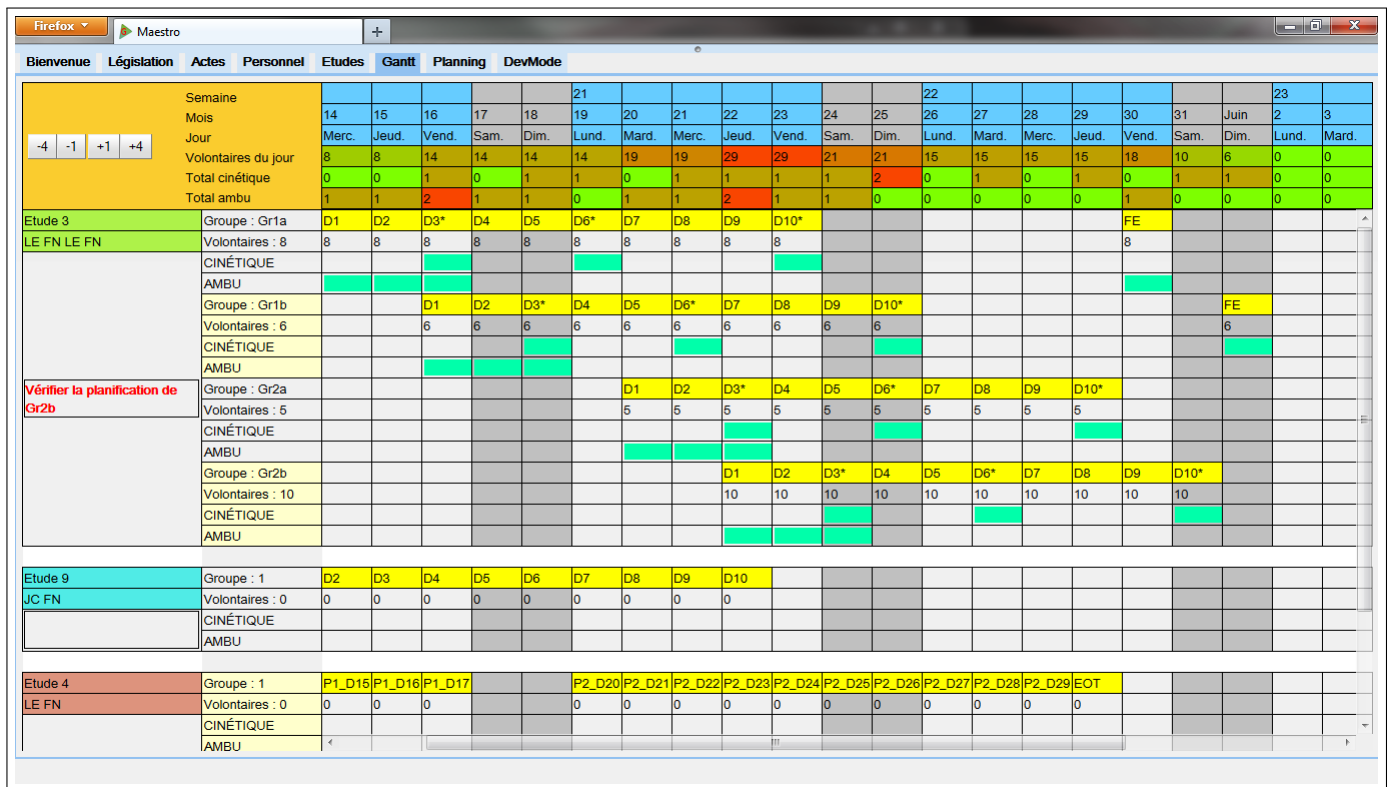 Firefox
Maestro
+
Bienvenue Législation Actes Personnel Etudes Gantt Planning DevMode
Semaine 21 22 23
Mois 14 15 16 17 18 19 20 21 22 23 24 25 26 27 28 29 30 31 Juin 2 3
-4 -1 +1 +4
Jour Merc. Jeud. Vend. Sam. Dim. Lund. Mard. Merc. Jeud. Vend. Sam. Dim. Lund. Mard. Merc. Jeud. Vend. Sam. Dim. Lund. Mard.
Volontaires du jour 8 8 14 14 14 14 19 19 29 29 21 21 15 15 15 15 18 10 6 0 0
Total cinétique 0 0 1 0 1 1 0 1 1 1 1 2 0 1 0 1 0 1 1 0 0
Total ambu 1 1 2 1 1 0 1 1 2 1 1 0 0 0 0 0 1 0 0 0 0
Etude 3 Groupe : Gr1a D1 D2 D3* D4 D5 D6* D7 D8 D9 D10* FE
LE FN LE FN Volontaires : 8 8 8 8 8 8 8 8 8 8 8 8
CINÉTIQUE
AMBU
Groupe : Gr1b D1 D2 D3* D4 D5 D6* D7 D8 D9 D10* FE
Volontaires : 6 6 6 6 6 6 6 6 6 6 6 6
CINÉTIQUE
AMBU
Vérifier la planification de Groupe : Gr2a D1 D2 D3* D4 D5 D6* D7 D8 D9 D10*
Gr2b Volontaires : 5 5 5 5 5 5 5 5 5 5 5
CINÉTIQUE
AMBU
Groupe : Gr2b D1 D2 D3* D4 D5 D6* D7 D8 D9 D10*
Volontaires : 10 10 10 10 10 10 10 10 10 10 10
CINÉTIQUE
AMBU
Etude 9 Groupe : 1 D2 D3 D4 D5 D6 D7 D8 D9 D10
JC FN Volontaires : 0 0 0 0 0 0 0 0 0 0
CINÉTIQUE
AMBU
Etude 4 Groupe : 1 P1_D15 P1_D16 P1_D17 P2_D20 P2_D21 P2_D22 P2_D23 P2_D24 P2_D25 P2_D26 P2_D27 P2_D28 P2_D29 EOT
LE FN Volontaires : 0 0 0 0 0 0 0 0 0 0 0 0 0 0 0
CINÉTIQUE
AMBU